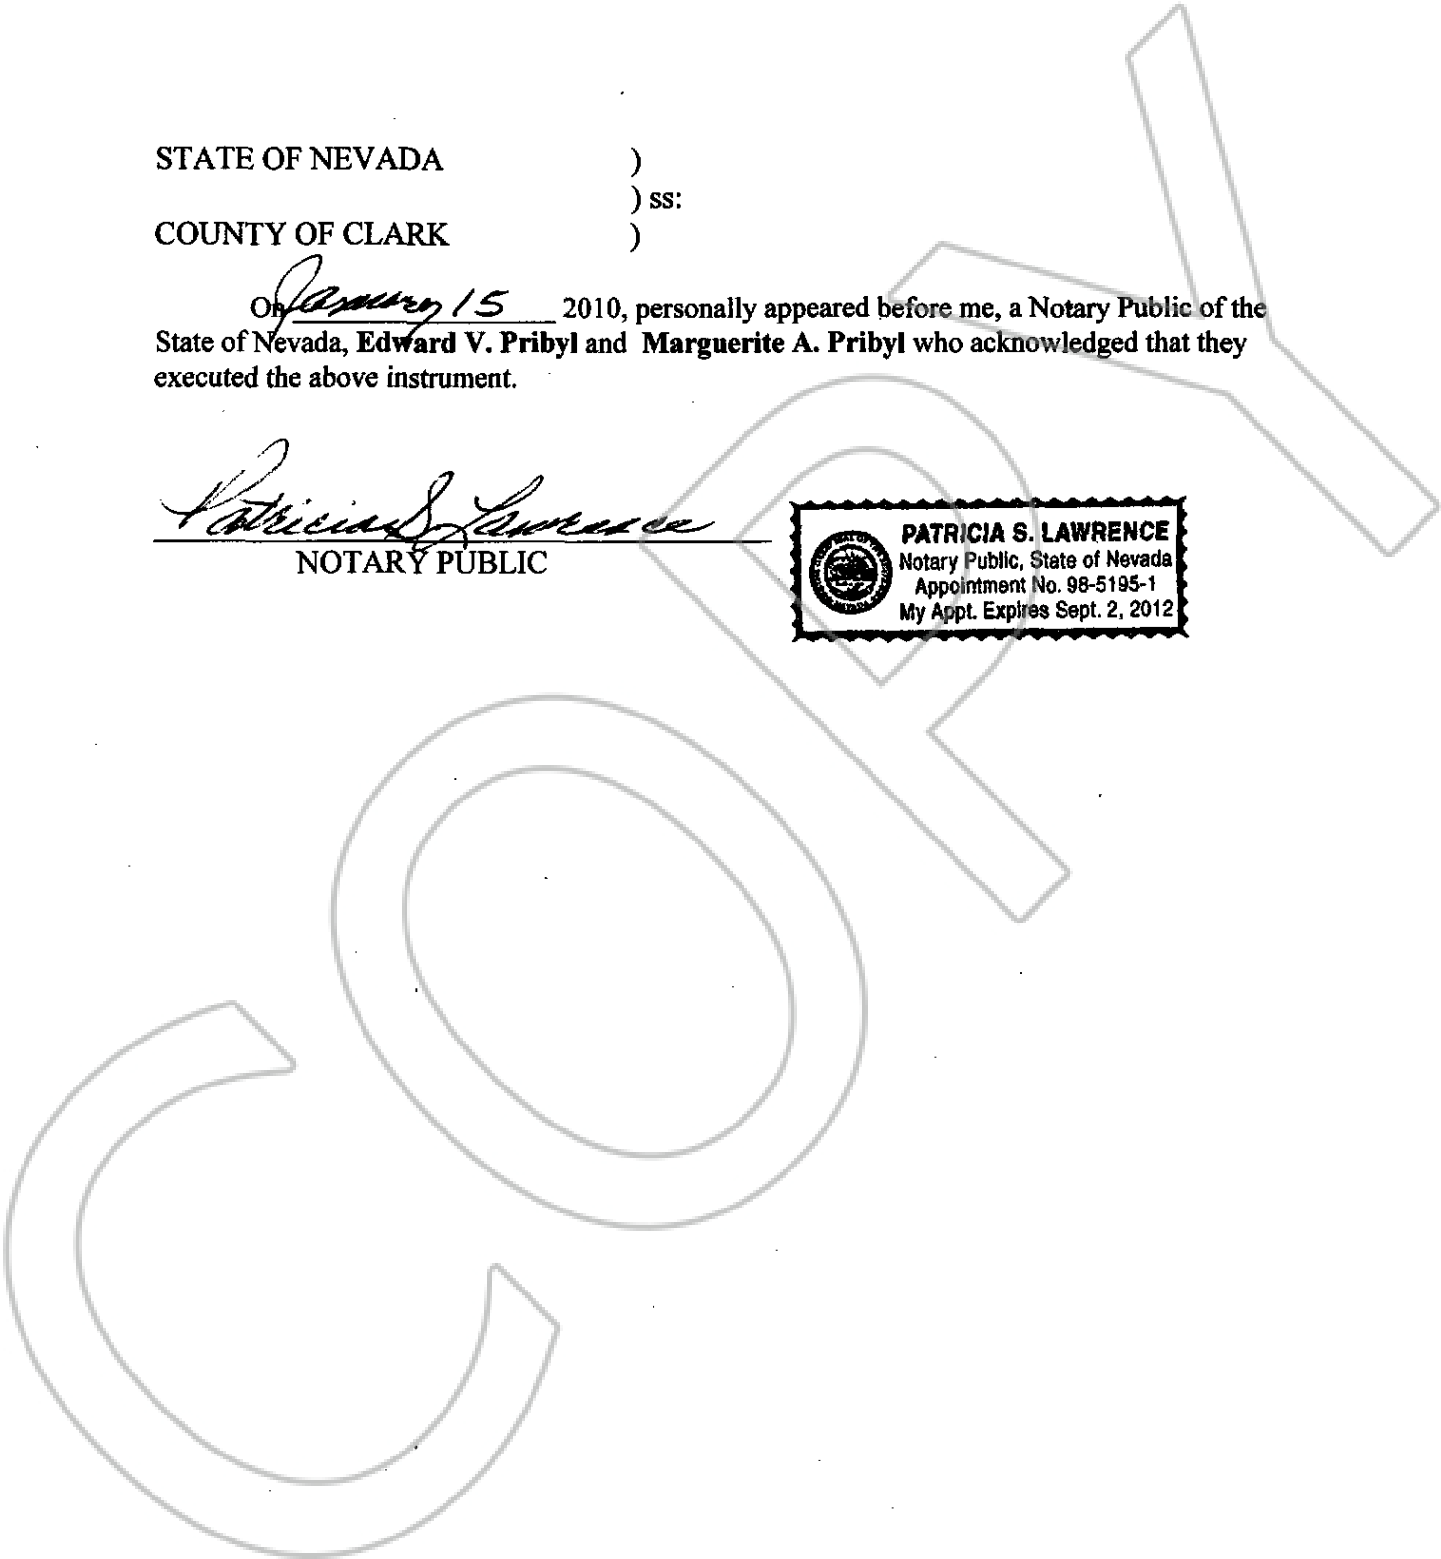 STATE OF NEVADA )
) ss:
COUNTY OF CLARK )
On January 15 2010, personally appeared before me, a Notary Public of the
State of Nevada, Edward V. Pribyl and Marguerite A. Pribyl who acknowledged that they
executed the above instrument.
Patricia S. Lawrence
NOTARY PUBLIC
PATRICIA S. LAWRENCE
Notary Public, State of Nevada
Appointment No. 98-5195-1
My Appt. Expires Sept. 2, 2012
COPY